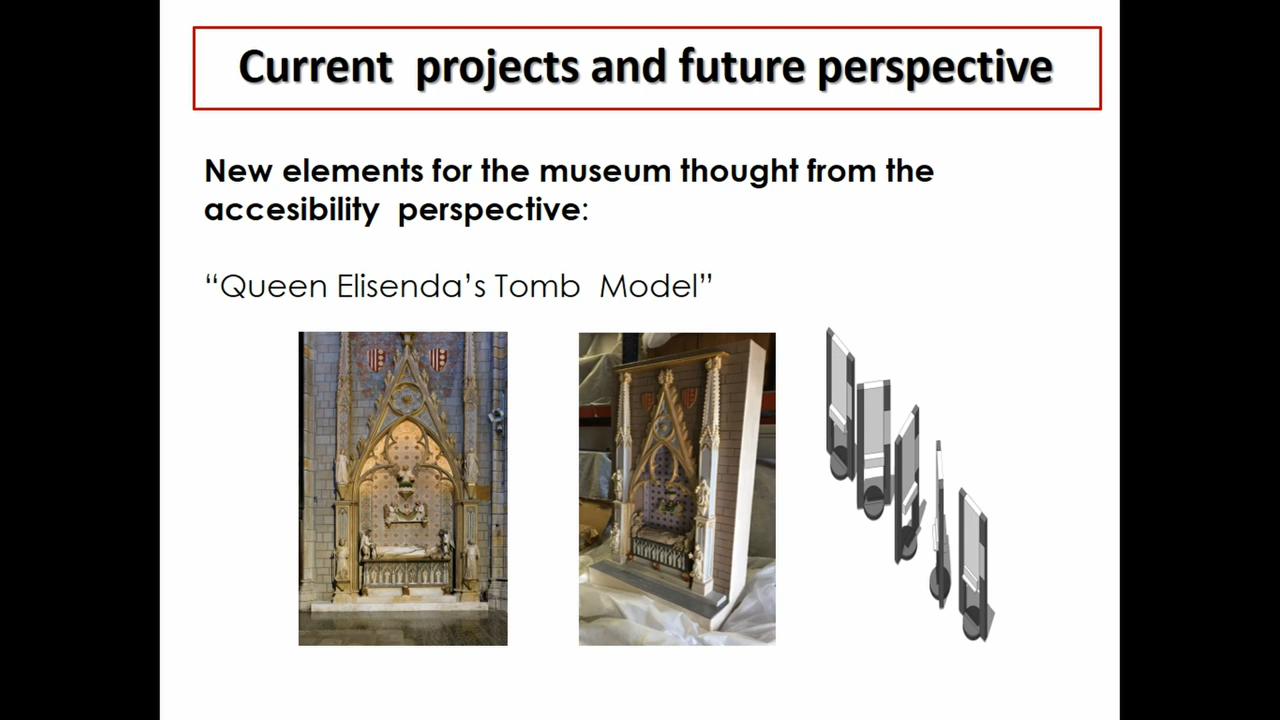 Current projects and future perspective
New elements for the museum thought from the
accesibility perspective:
“Queen Elisenda’s Tomb Model”